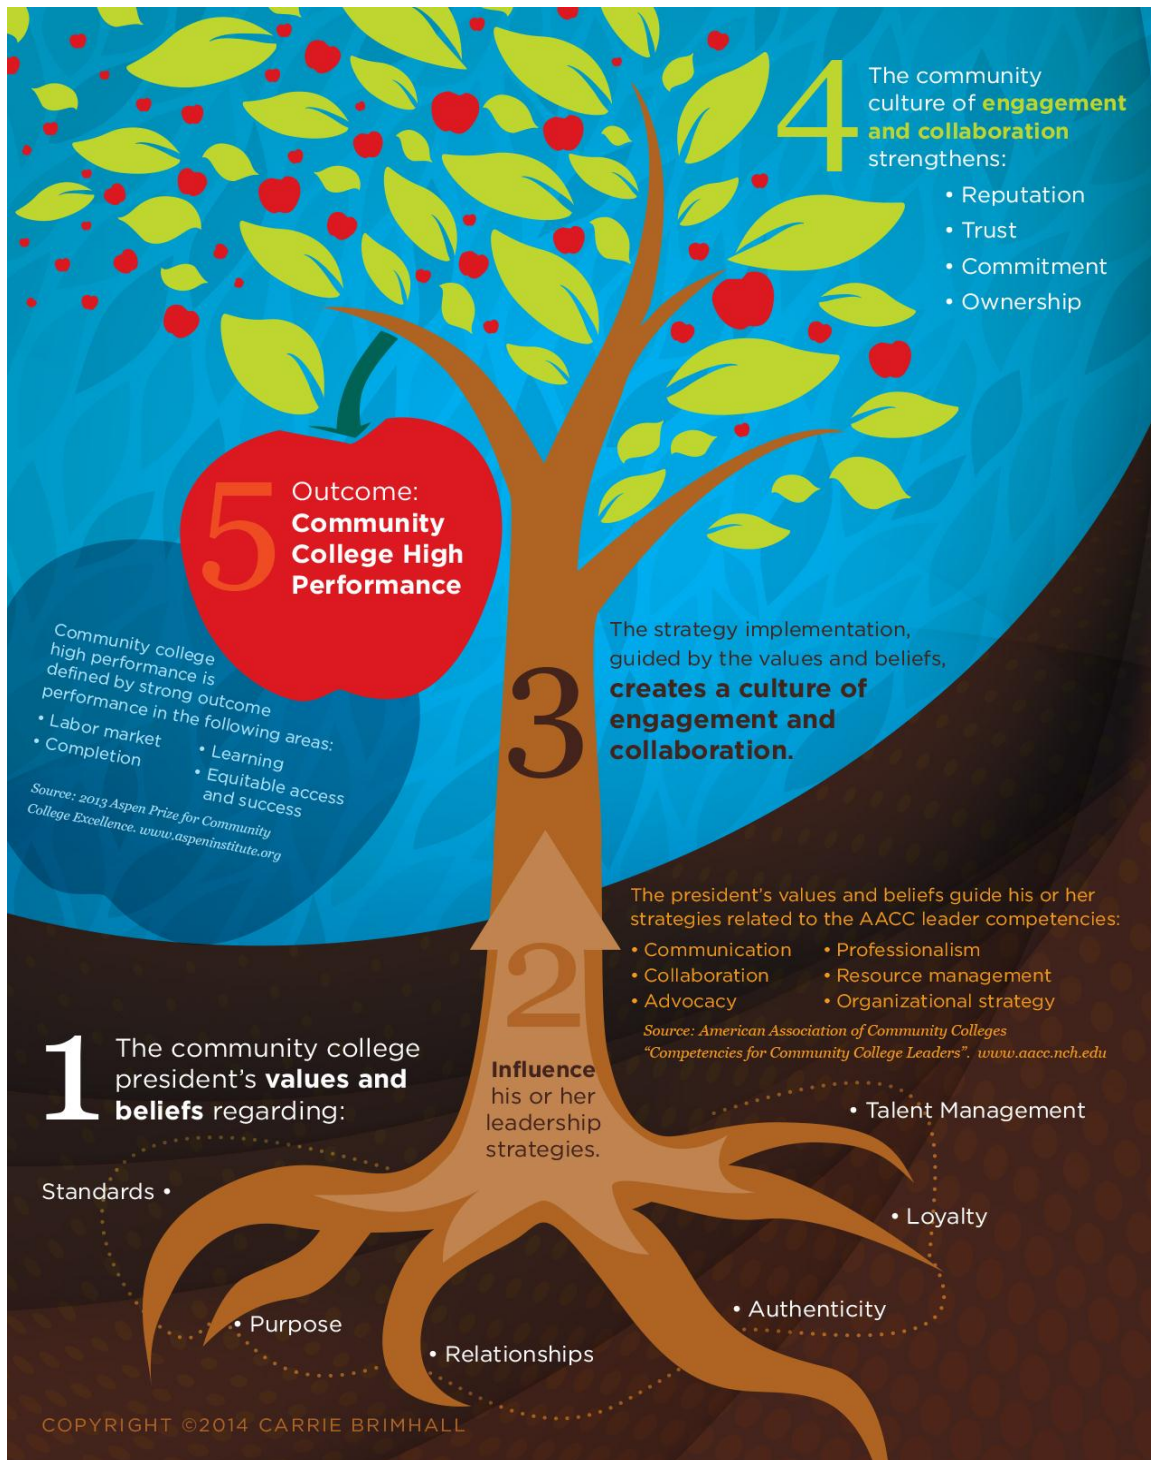 4
The community
culture of engagement
and collaboration
strengthens:
• Reputation
• Trust
• Commitment
• Ownership
5
Outcome:
Community
College High
Performance
Community college
high performance is
defined by strong outcome
performance in the following areas:
• Labor market
• Completion
• Learning
• Equitable access
and success
Source: 2013 Aspen Prize for Community
College Excellence. www.aspeninstitute.org
3
The strategy implementation,
guided by the values and beliefs,
creates a culture of
engagement and
collaboration.
The president's values and beliefs guide his or her
strategies related to the AACC leader competencies:
• Communication
• Collaboration
• Advocacy
• Professionalism
• Resource management
• Organizational strategy
Source: American Association of Community Colleges
"Competencies for Community College Leaders". www.aacc.nch.edu
2
Influence
his or her
leadership
strategies.
1
The community college
president's values and
beliefs regarding:
Standards •
• Purpose
• Relationships
• Authenticity
• Loyalty
• Talent Management
COPYRIGHT ©2014 CARRIE BRIMHALL